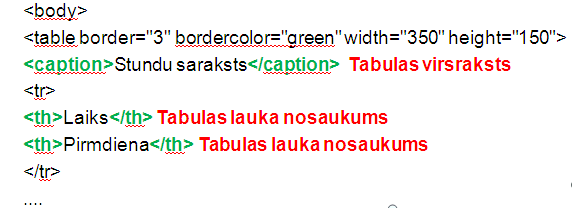 <body>
<table border="3" bordercolor="green" width="350" height="150">
<caption>Stundu saraksts</caption> Tabulas virsraksts
<tr>
<th>Laiks</th> Tabulas lauka nosaukums
<th>Pirmdiena</th> Tabulas lauka nosaukums
</tr>
....